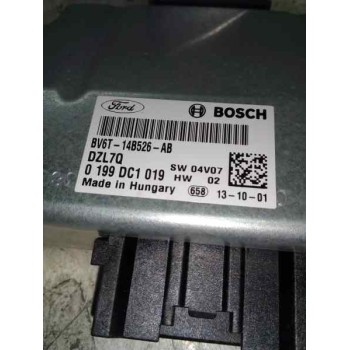 Ford BOSCH
BV6T-14B526-AB
DZL7Q
SW 04V07
0 199 DC1 019 HW 02
Made in Hungary 658 13-10-01